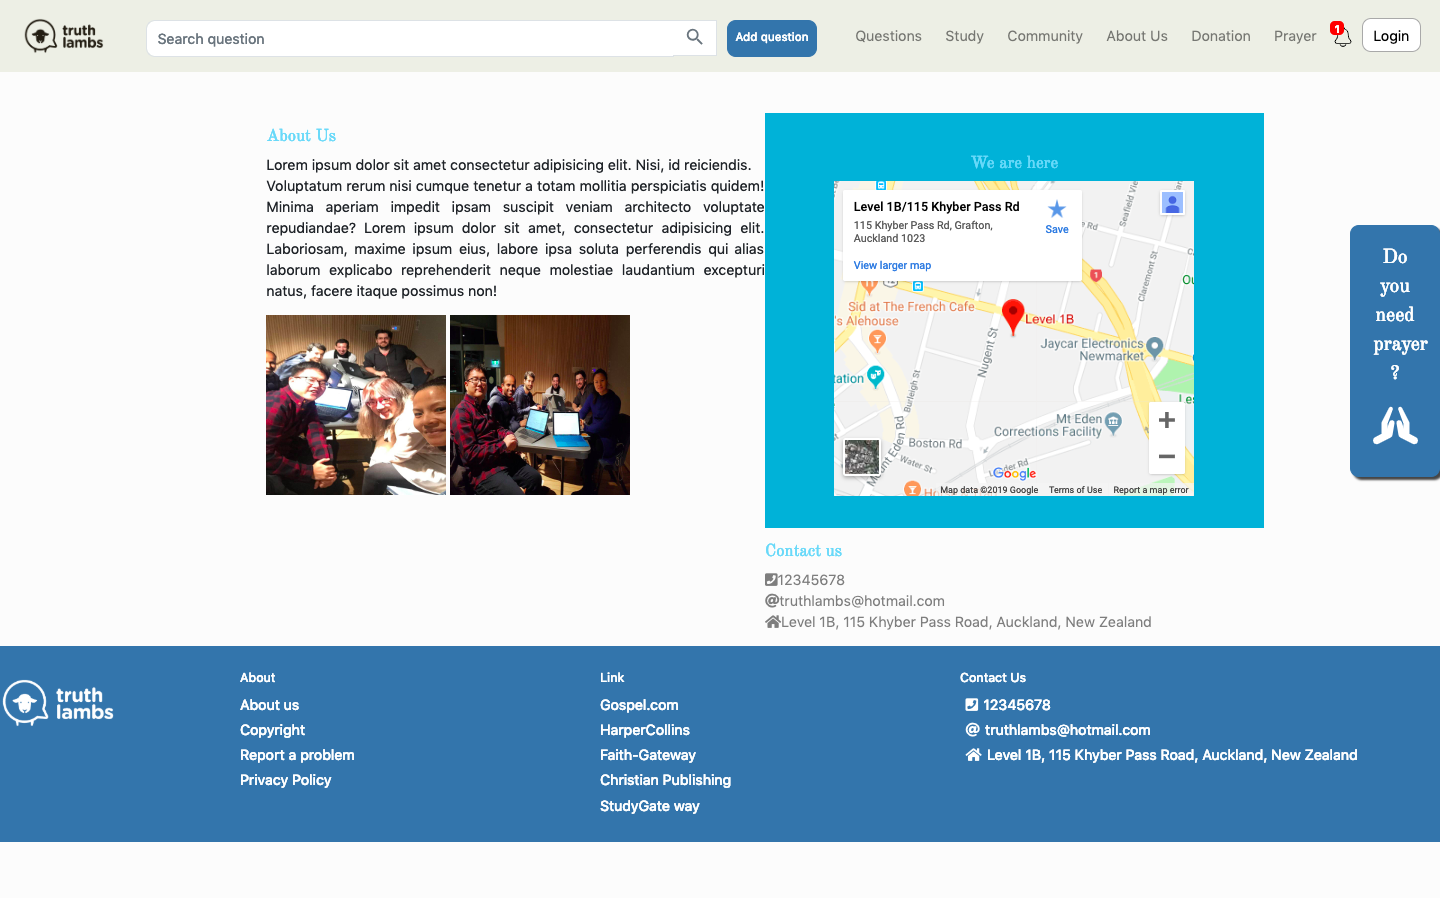 truth
lambs
Search question
Add question
Questions
Study
Community
About Us
Donation
Prayer
1
Login
About Us
Lorem ipsum dolor sit amet consectetur adipisicing elit. Nisi, id reiciendis.
Voluptatum rerum nisi cumque tenetur a totam mollitia perspiciatis quidem!
Minima aperiam impedit ipsam suscipit veniam architecto voluptate
repudiandae? Lorem ipsum dolor sit amet, consectetur adipisicing elit.
Laboriosam, maxime ipsum eius, labore ipsa soluta perferendis qui alias
laborum explicabo reprehenderit neque molestiae laudantium excepturi
natus, facere itaque possimus non!
We are here
Level 1B/115 Khyber Pass Rd
115 Khyber Pass Rd, Grafton,
Auckland 1023
Save
View larger map
Seafield View
e Rd
1
Claremont St
Ou
Sid at The French Cafe
's Alehouse
Level 1B
Nugent St
Jaycar Electronics
Newmarket
tation
Burleigh St
Les
Mt Eden
Corrections Facility
Mount Eden Rd
Boston Rd
Water St
Google
Map data ©2019 Google
Terms of Use
Report a map error
Do
you
need
prayer
?
Contact us
12345678
@truthlambs@hotmail.com
Level 1B, 115 Khyber Pass Road, Auckland, New Zealand
truth
lambs
About
About us
Copyright
Report a problem
Privacy Policy
Link
Gospel.com
HarperCollins
Faith-Gateway
Christian Publishing
StudyGate way
Contact Us
12345678
@ truthlambs@hotmail.com
Level 1B, 115 Khyber Pass Road, Auckland, New Zealand